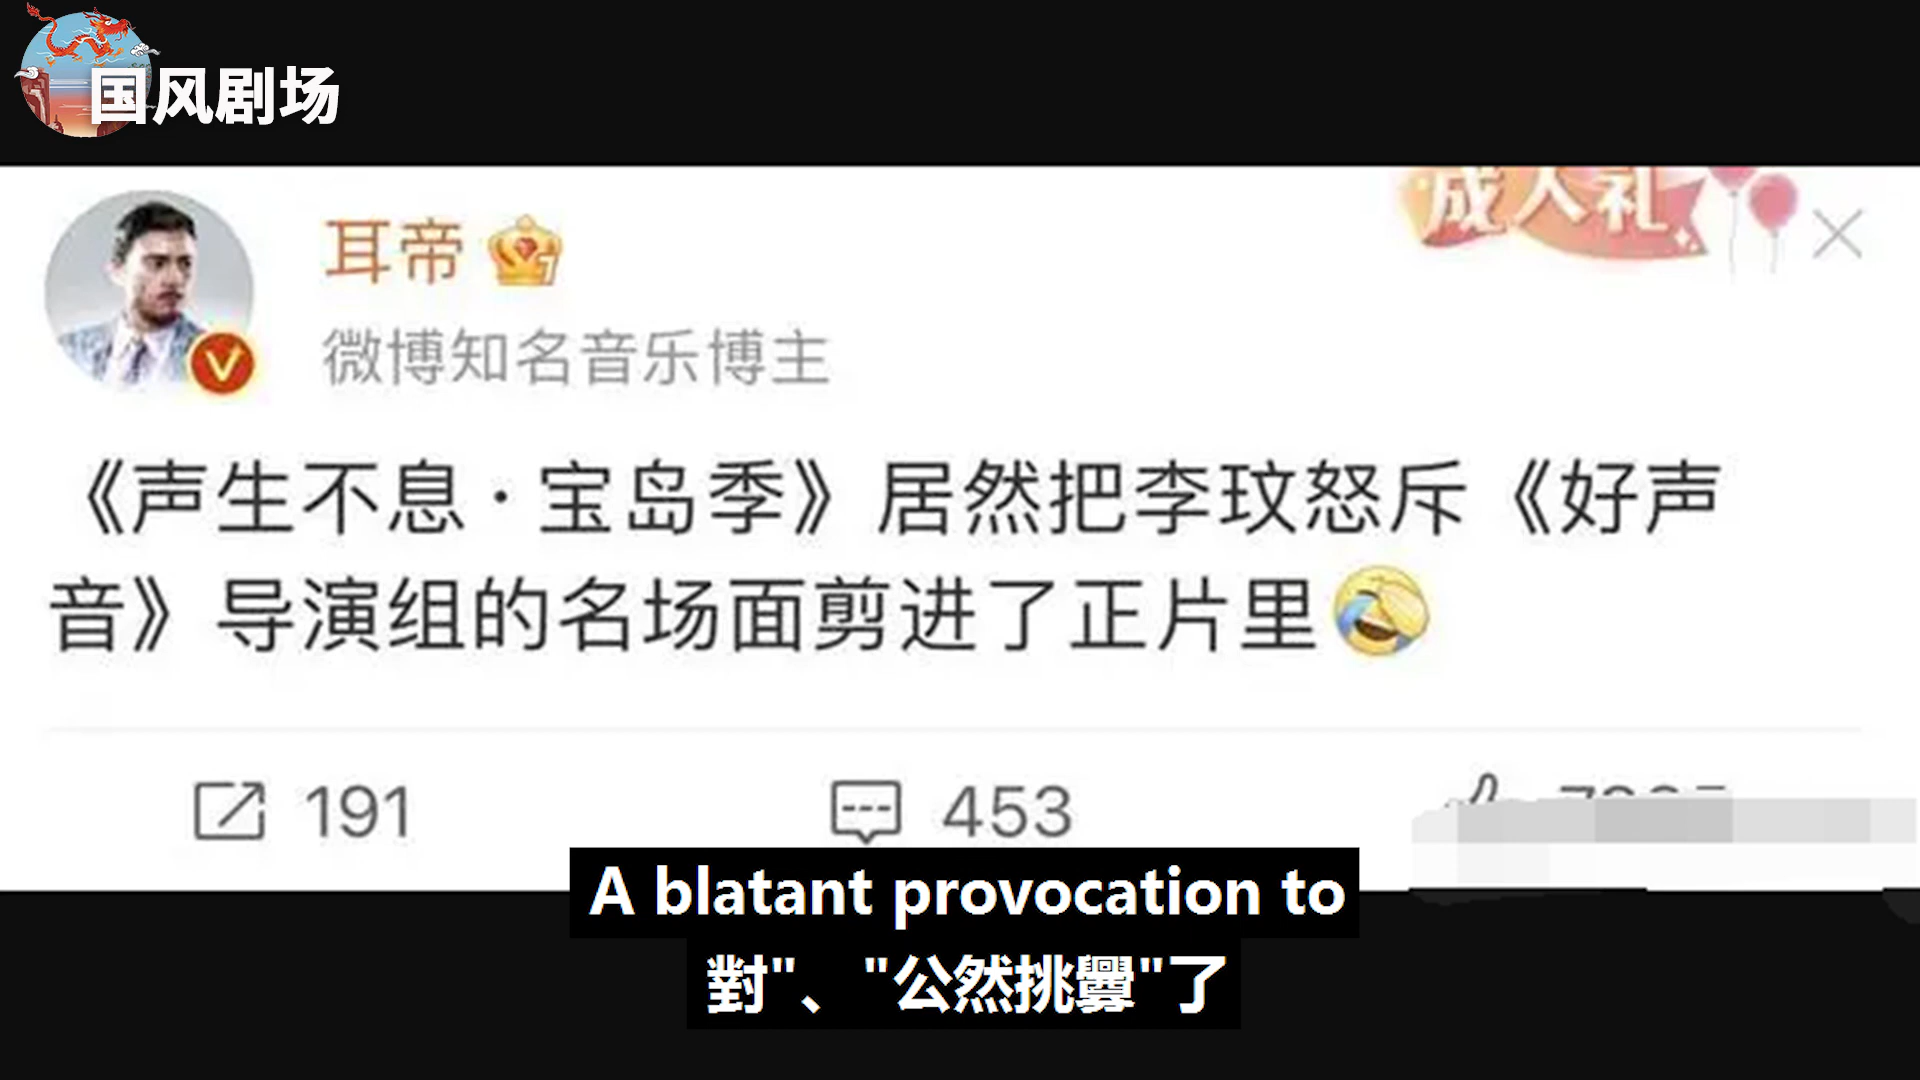 国风剧场
成人礼
耳帝
微博知名音乐博主
《声生不息·宝岛季》居然把李玟怒斥《好声
音》导演组的名场面剪进了正片里
191
453
A blatant provocation to
對"、"公然挑釁"了